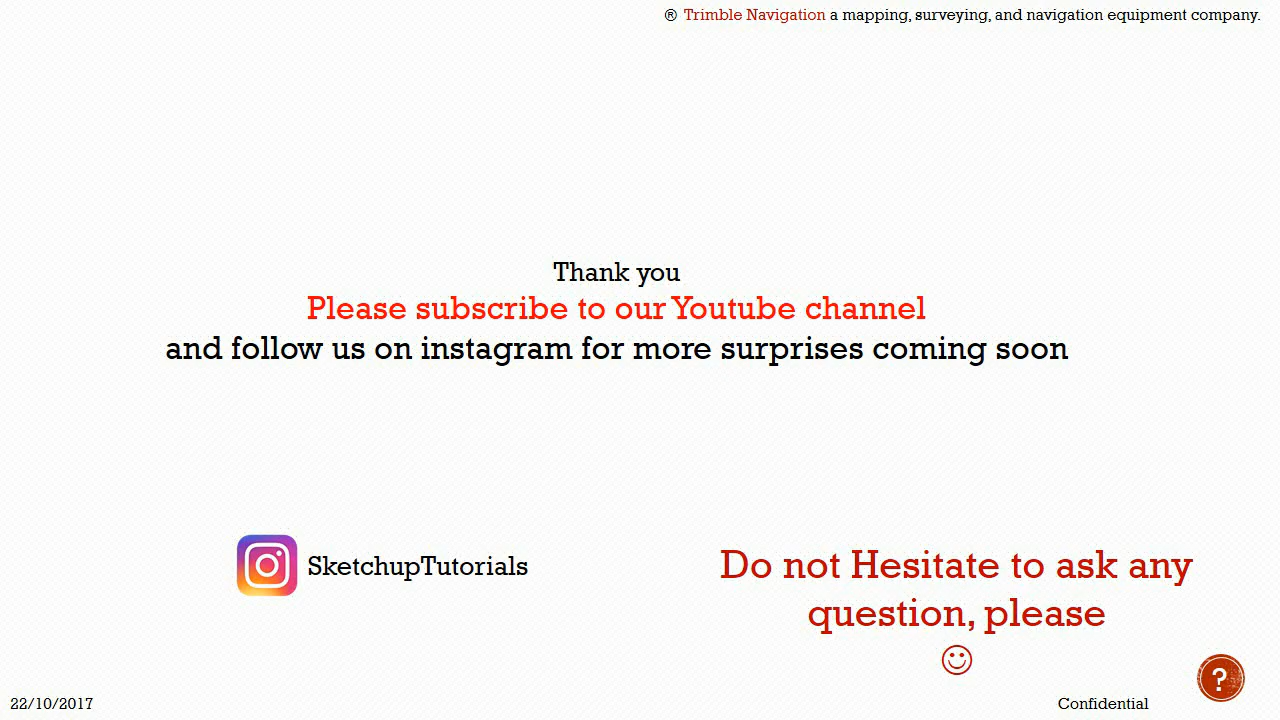 ® Trimble Navigation a mapping, surveying, and navigation equipment company.
Thank you
Please subscribe to our Youtube channel
and follow us on instagram for more surprises coming soon
SketchupTutorials
Do not Hesitate to ask any
question, please
☺
?
22/10/2017
Confidential